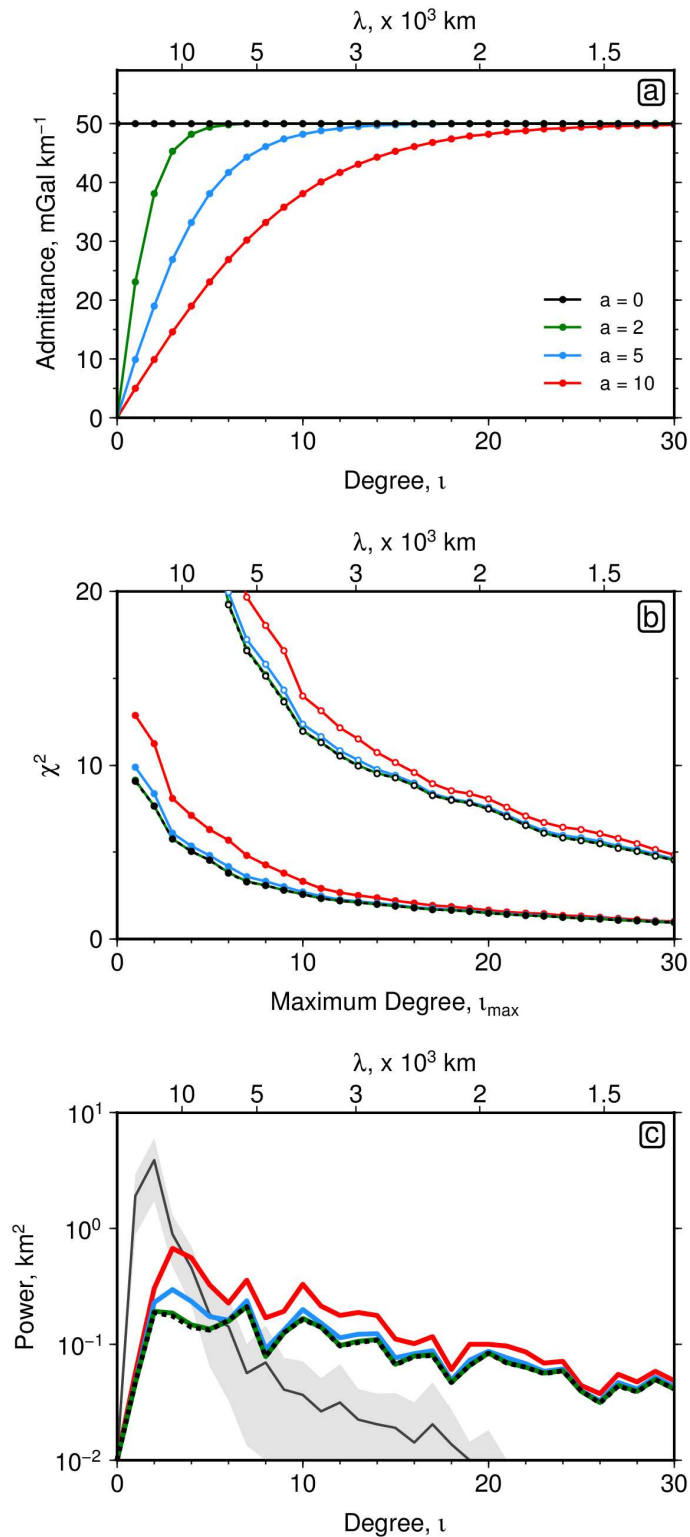 λ, x 10³ km
10 5 3 2 1.5
a
Admittance, mGal km⁻¹
50
40
30
20
10
0
a = 0
a = 2
a = 5
a = 10
0 10 20 30
Degree, ι
λ, x 10³ km
10 5 3 2 1.5
b
χ²
20
10
0
0 10 20 30
Maximum Degree, ιmax
λ, x 10³ km
10 5 3 2 1.5
c
Power, km²
10¹
10⁰
10⁻¹
10⁻²
0 10 20 30
Degree, ι